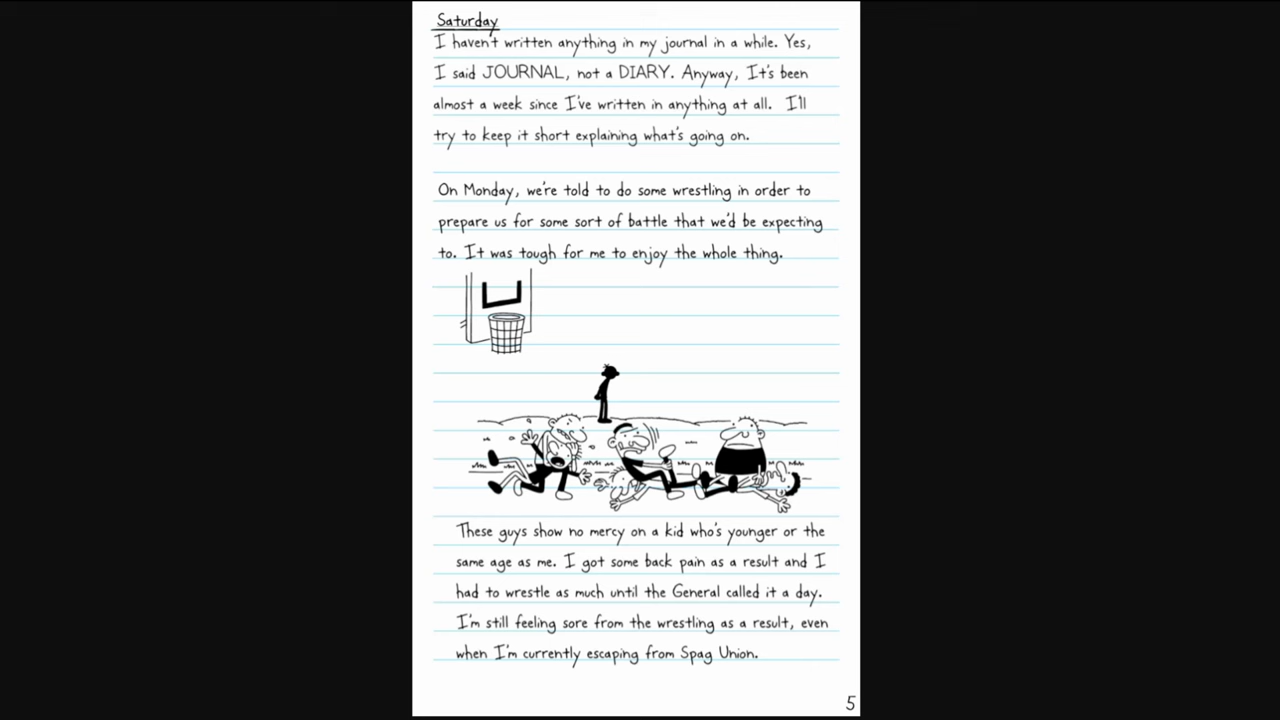 Saturday
I haven't written anything in my journal in a while. Yes,
I said JOURNAL, not a DIARY. Anyway, It's been
almost a week since I've written in anything at all. I'll
try to keep it short explaining what's going on.
On Monday, we're told to do some wrestling in order to
prepare us for some sort of battle that we'd be expecting
to. It was tough for me to enjoy the whole thing.
These guys show no mercy on a kid who's younger or the
same age as me. I got some back pain as a result and I
had to wrestle as much until the General called it a day.
I'm still feeling sore from the wrestling as a result, even
when I'm currently escaping from Spag Union.
5